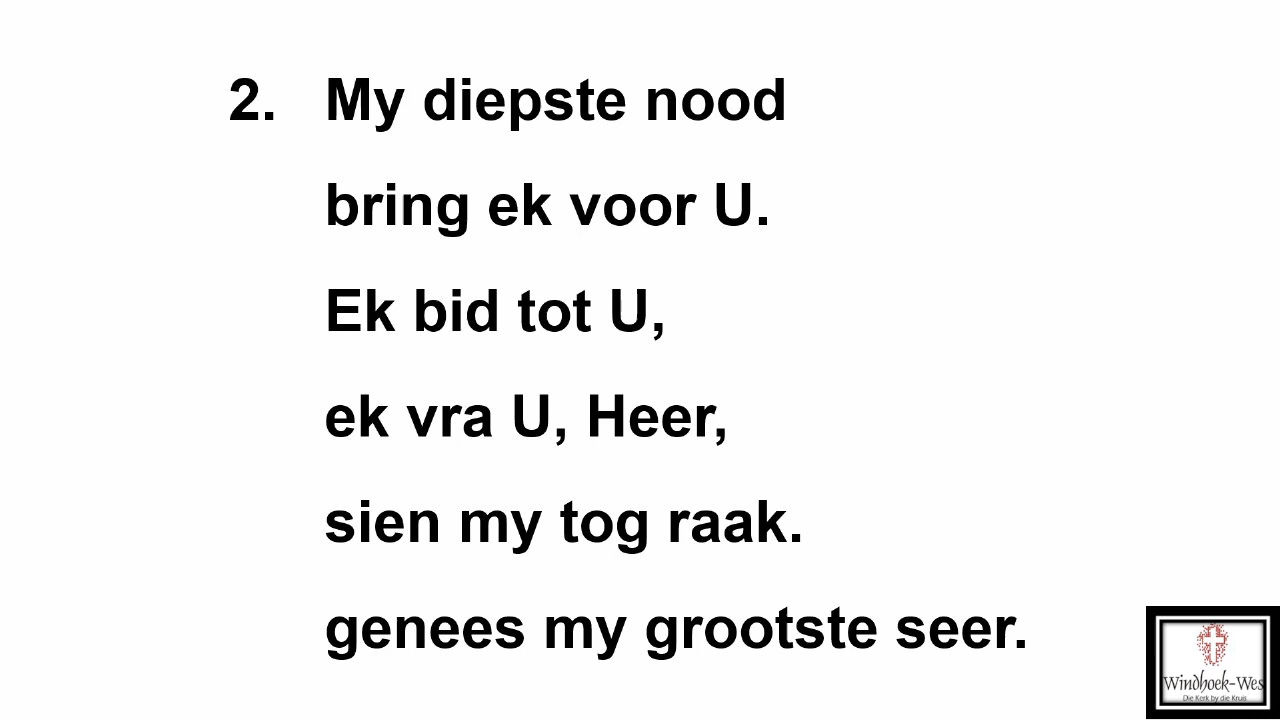 2. My diepste nood
bring ek voor U.
Ek bid tot U,
ek vra U, Heer,
sien my tog raak.
genees my grootste seer.
Windhoek-Wes
Die Kerk by die Kruis